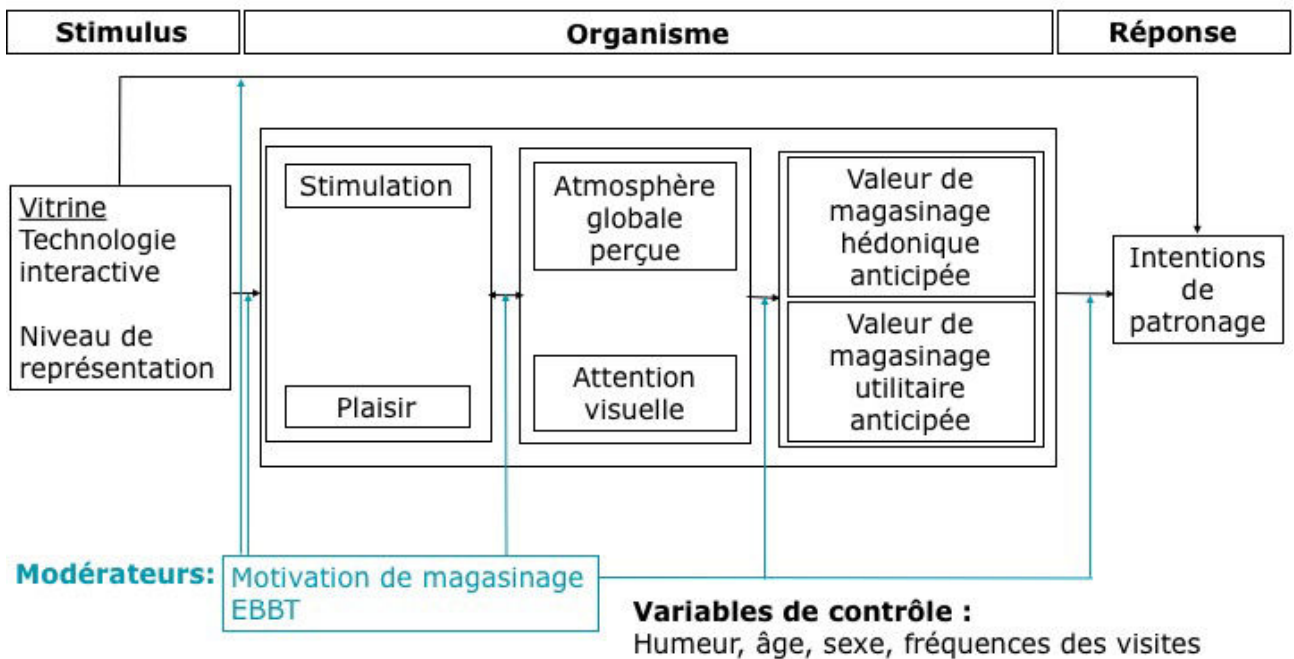 Stimulus
Organisme
Réponse
Vitrine
Technologie
interactive
Niveau de
représentation
Stimulation
Plaisir
Atmosphère
globale
perçue
Attention
visuelle
Valeur de
magasinage
hédonique
anticipée
Valeur de
magasinage
utilitaire
anticipée
Intentions
de
patronage
Modérateurs:
Motivation de magasinage
EBBT
Variables de contrôle :
Humeur, âge, sexe, fréquences des visites